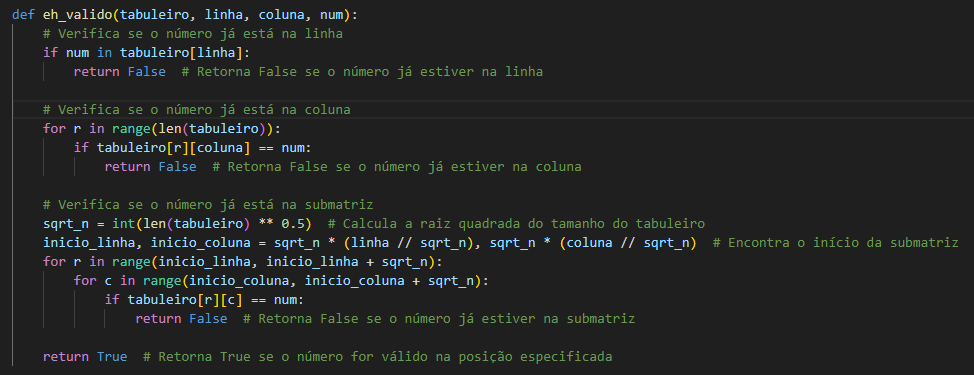 def eh_valido(tabuleiro, linha, coluna, num):
    # Verifica se o número já está na linha
    if num in tabuleiro[linha]:
        return False  # Retorna False se o número já estiver na linha

    # Verifica se o número já está na coluna
    for r in range(len(tabuleiro)):
        if tabuleiro[r][coluna] == num:
            return False  # Retorna False se o número já estiver na coluna

    # Verifica se o número já está na submatriz
    sqrt_n = int(len(tabuleiro) ** 0.5)  # Calcula a raiz quadrada do tamanho do tabuleiro
    inicio_linha, inicio_coluna = sqrt_n * (linha // sqrt_n), sqrt_n * (coluna // sqrt_n)  # Encontra o início da submatriz
    for r in range(inicio_linha, inicio_linha + sqrt_n):
        for c in range(inicio_coluna, inicio_coluna + sqrt_n):
            if tabuleiro[r][c] == num:
                return False  # Retorna False se o número já estiver na submatriz

    return True  # Retorna True se o número for válido na posição especificada